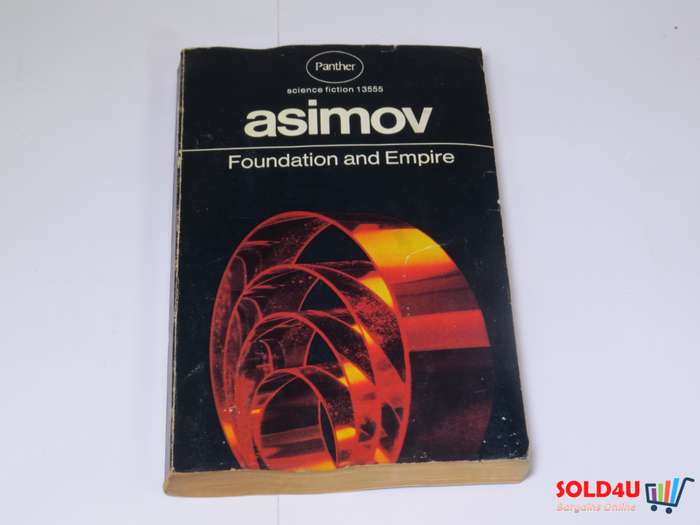 Panther
science fiction 13555
asimov
Foundation and Empire
SOLD4U
Bargains Online